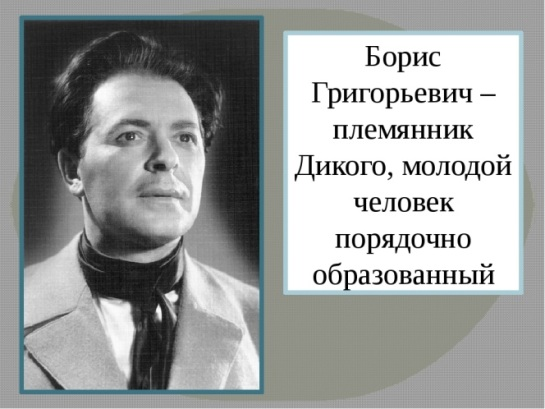 Борис
Григорьевич –
племянник
Дикого, молодой
человек
порядочно
образованный